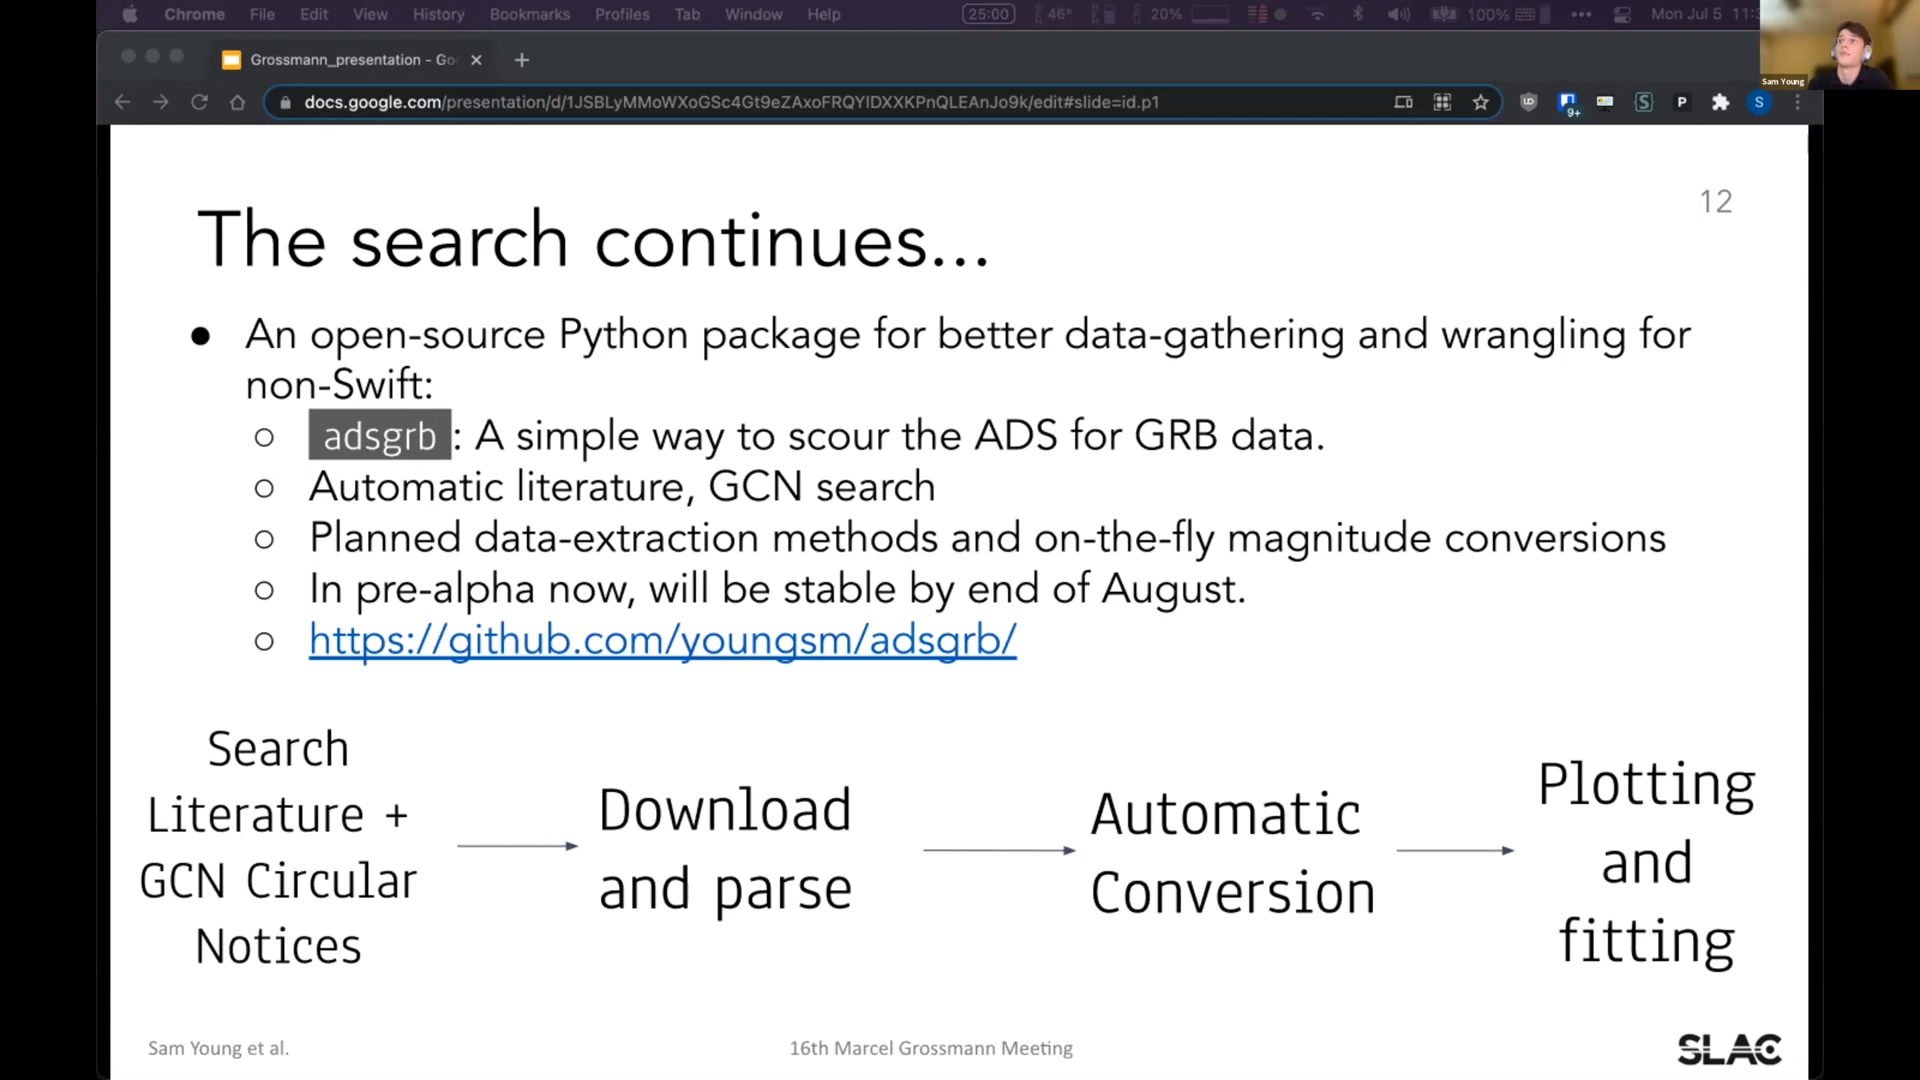 Chrome File Edit View History Bookmarks Profiles Tab Window Help 25:00 46° 20% 100% Mon Jul 5
Grossmann_presentation - Go
docs.google.com/presentation/d/1JSBLyMMoWXoGSc4Gt9eZAxoFRQYIDXXKPnQLEAnJo9k/edit#slide=id.p1
9+
S
P
S
Sam Young
12
The search continues...
● An open-source Python package for better data-gathering and wrangling for
non-Swift:
○ adsgrb : A simple way to scour the ADS for GRB data.
○ Automatic literature, GCN search
○ Planned data-extraction methods and on-the-fly magnitude conversions
○ In pre-alpha now, will be stable by end of August.
○ https://github.com/youngsm/adsgrb/
Search
Literature +
GCN Circular
Notices
Download
and parse
Automatic
Conversion
Plotting
and
fitting
Sam Young et al.
16th Marcel Grossmann Meeting
SLAC